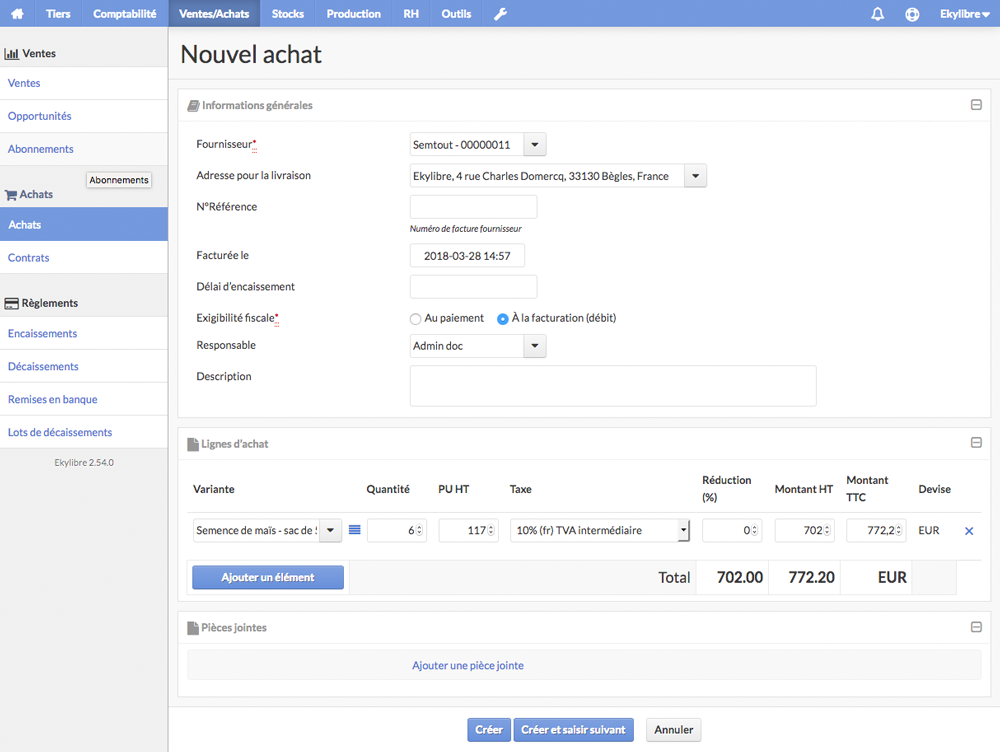 Tiers Comptabilité Ventes/Achats Stocks Production RH Outils Ekylibre
Ventes
Ventes
Opportunités
Abonnements
Abonnements
Achats
Achats
Contrats
Règlements
Encaissements
Décaissements
Remises en banque
Lots de décaissements
Ekylibre 2.54.0
Nouvel achat
Informations générales
Fournisseur* Semtout - 00000011
Adresse pour la livraison Ekylibre, 4 rue Charles Domercq, 33130 Bègles, France
N°Référence
Numéro de facture fournisseur
Facturée le 2018-03-28 14:57
Délai d'encaissement
Exigibilité fiscale* Au paiement À la facturation (débit)
Responsable Admin doc
Description
Lignes d'achat
Variante Quantité PU HT Taxe Réduction (%) Montant HT Montant TTC Devise
Semence de maïs - sac de 6 117 10% (fr) TVA intermédiaire 0 702 772,2 EUR
Ajouter un élément Total 702.00 772.20 EUR
Pièces jointes
Ajouter une pièce jointe
Créer Créer et saisir suivant Annuler